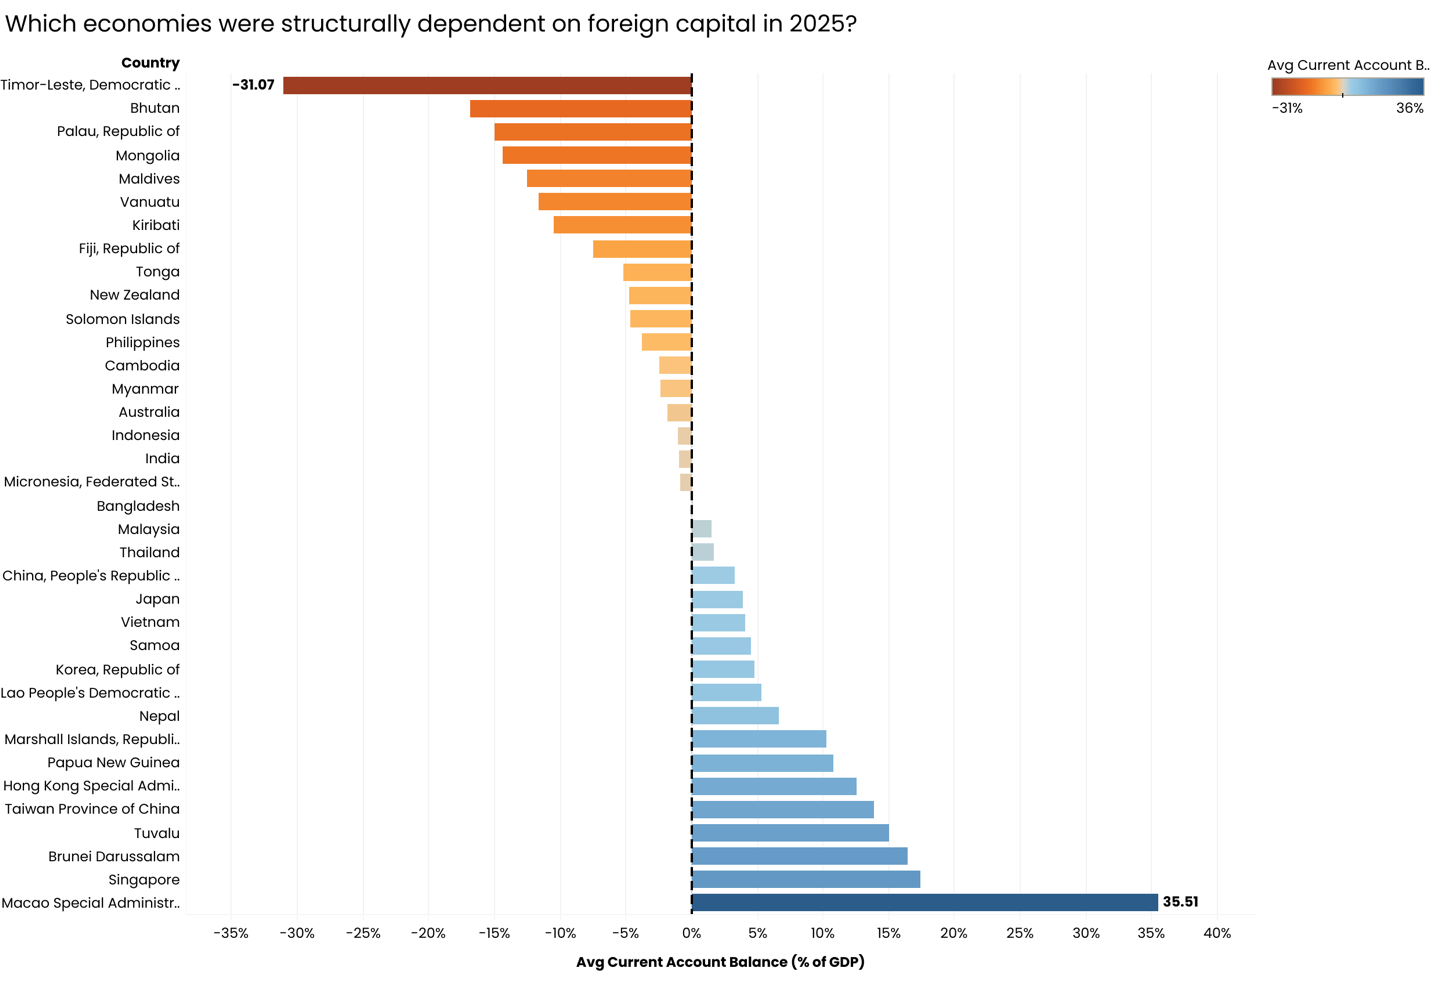 Which economies were structurally dependent on foreign capital in 2025?
Country
Avg Current Account B..
-31%
36%
Timor-Leste, Democratic ..
-31.07
Bhutan
Palau, Republic of
Mongolia
Maldives
Vanuatu
Kiribati
Fiji, Republic of
Tonga
New Zealand
Solomon Islands
Philippines
Cambodia
Myanmar
Australia
Indonesia
India
Micronesia, Federated St..
Bangladesh
Malaysia
Thailand
China, People's Republic ..
Japan
Vietnam
Samoa
Korea, Republic of
Lao People's Democratic ..
Nepal
Marshall Islands, Republi..
Papua New Guinea
Hong Kong Special Admi..
Taiwan Province of China
Tuvalu
Brunei Darussalam
Singapore
Macao Special Administr..
35.51
-35% -30% -25% -20% -15% -10% -5% 0% 5% 10% 15% 20% 25% 30% 35% 40%
Avg Current Account Balance (% of GDP)